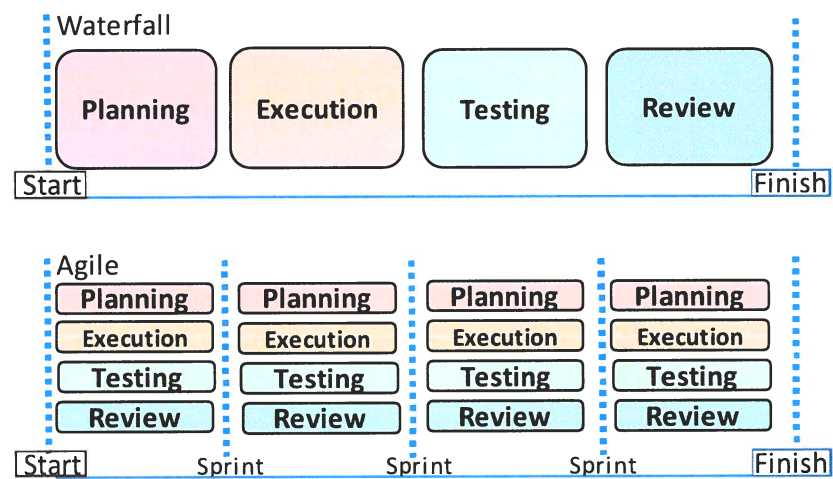 Waterfall
Planning Execution Testing Review
Start Finish
Agile
Planning Planning Planning Planning
Execution Execution Execution Execution
Testing Testing Testing Testing
Review Review Review Review
Start Sprint Sprint Sprint Finish